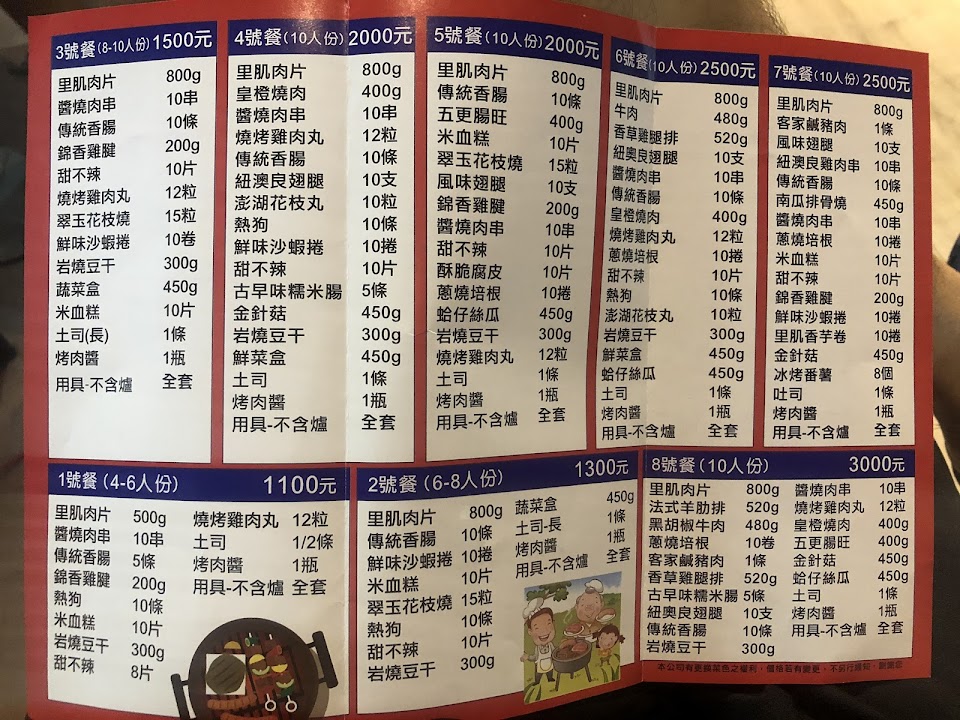 3號餐(8-10人份)1500元
里肌肉片 800g
醬燒肉串 10串
傳統香腸 10條
錦香雞腱 200g
甜不辣 10片
燒烤雞肉丸 12粒
翠玉花枝燒 15粒
鮮味沙蝦捲 10卷
岩燒豆干 300g
蔬菜盒 450g
米血糕 10片
土司(長) 1條
烤肉醬 1瓶
用具-不含爐 全套
4號餐(10人份)2000元
里肌肉片 800g
皇橙燒肉 400g
醬燒肉串 10串
燒烤雞肉丸 12粒
傳統香腸 10條
紐澳良翅腿 10支
澎湖花枝丸 10粒
熱狗 10條
鮮味沙蝦捲 10捲
甜不辣 10片
古早味糯米腸 5條
金針菇 450g
岩燒豆干 300g
鮮菜盒 450g
土司 1條
烤肉醬 1瓶
用具-不含爐 全套
5號餐(10人份)2000元
里肌肉片 800g
傳統香腸 10條
五更腸旺 400g
米血糕 10片
翠玉花枝燒 15粒
風味翅腿 10支
錦香雞腱 200g
醬燒肉串 10串
甜不辣 10片
酥脆腐皮 10片
蔥燒培根 10捲
蛤仔絲瓜 450g
岩燒豆干 300g
燒烤雞肉丸 12粒
土司 1條
烤肉醬 1瓶
用具-不含爐 全套
6號餐(10人份)2500元
里肌肉片 800g
牛肉 480g
香草雞腿排 520g
紐奧良翅腿 10支
醬燒肉串 10串
傳統香腸 10條
皇橙燒肉 400g
燒烤雞肉丸 12粒
蔥燒培根 10捲
甜不辣 10片
熱狗 10條
澎湖花枝丸 10粒
岩燒豆干 300g
鮮菜盒 450g
蛤仔絲瓜 450g
土司 1條
烤肉醬 1瓶
用具-不含爐 全套
7號餐(10人份)2500元
里肌肉片 800g
客家鹹豬肉 1條
風味翅腿 10支
紐澳良雞肉串 10串
傳統香腸 10條
南瓜排骨燒 450g
醬燒肉串 10串
蔥燒培根 10捲
米血糕 10片
甜不辣 10片
錦香雞腱 200g
鮮味沙蝦捲 10捲
里肌香芋卷 10捲
金針菇 450g
冰烤番薯 8個
吐司 1條
烤肉醬 1瓶
用具-不含爐 全套
1號餐(4-6人份) 1100元
里肌肉片 500g
醬燒肉串 10串
傳統香腸 5條
錦香雞腱 200g
熱狗 10條
米血糕 10片
岩燒豆干 300g
甜不辣 8片
燒烤雞肉丸 12粒
土司 1/2條
烤肉醬 1瓶
用具-不含爐 全套
2號餐(6-8人份) 1300元
里肌肉片 800g
傳統香腸 10條
鮮味沙蝦捲 10捲
米血糕 10片
翠玉花枝燒 15粒
熱狗 10條
甜不辣 10片
岩燒豆干 300g
蔬菜盒 450g
土司-長 1條
烤肉醬 1瓶
用具-不含爐 全套
8號餐(10人份) 3000元
里肌肉片 800g
法式羊肋排 520g
黑胡椒牛肉 480g
蔥燒培根 10卷
客家鹹豬肉 1條
香草雞腿排 520g
古早味糯米腸 5條
紐奧良翅腿 10支
傳統香腸 10條
岩燒豆干 300g
醬燒肉串 10串
燒烤雞肉丸 12粒
皇橙燒肉 400g
五更腸旺 400g
金針菇 450g
蛤仔絲瓜 450g
土司 1條
烤肉醬 1瓶
用具-不含爐 全套
本公司有更換菜色之權利，價格若有變更，不另行通知，謝謝您